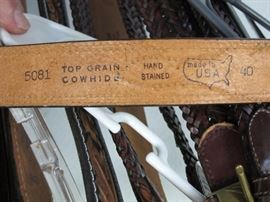 5081 TOP GRAIN HAND made in 40
COWHIDE STAINED USA